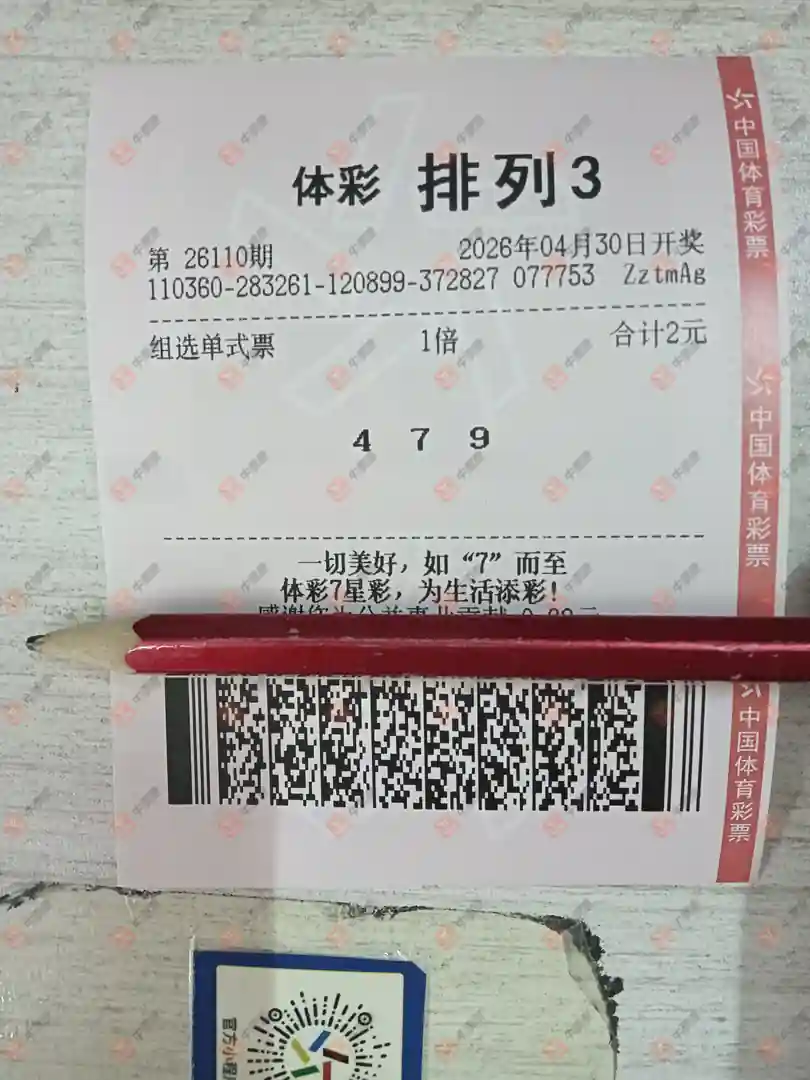 体彩 排列3
第 26110期 2026年04月30日开奖
110360-283261-120899-372827 077753 ZztmAg
组选单式票 1倍 合计2元
4 7 9
一切美好，如“7”而至
体彩7星彩，为生活添彩！
中国体育彩票
中国体育彩票
中国体育彩票
官方小程